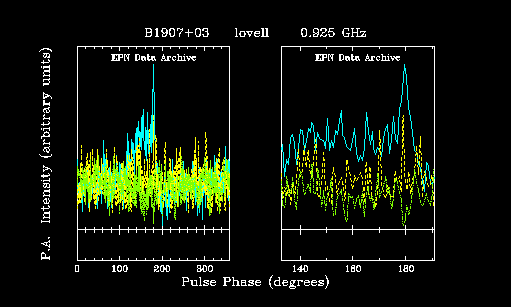 B1907+03 lovell 0.925 GHz
EPN Data Archive EPN Data Archive
P.A. Intensity (arbitrary units)
0 100 200 300 140 160 180
Pulse Phase (degrees)